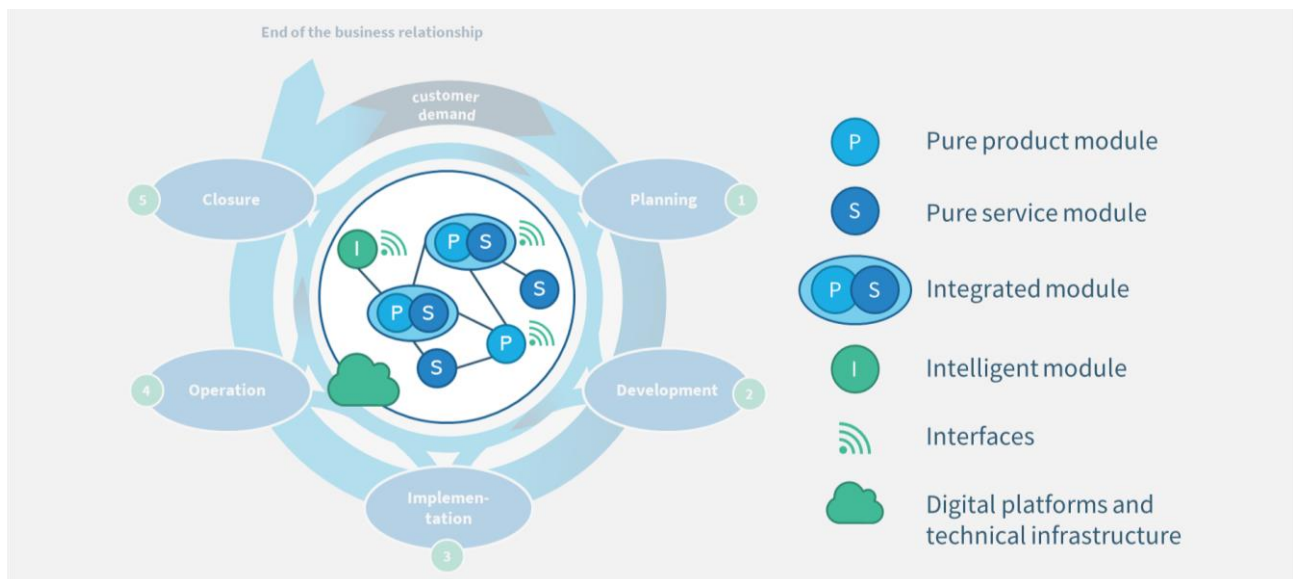 End of the business relationship
customer
demand
5
Closure
Planning
1
I
P
S
S
P
S
P
S
4
Operation
Development
2
Implemen-
tation
3
P
Pure product module
S
Pure service module
P
S
Integrated module
I
Intelligent module
Interfaces
Digital platforms and
technical infrastructure